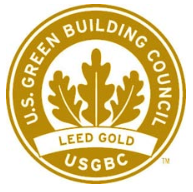 U.S. GREEN BUILDING COUNCIL
LEED GOLD
USGBC
TM